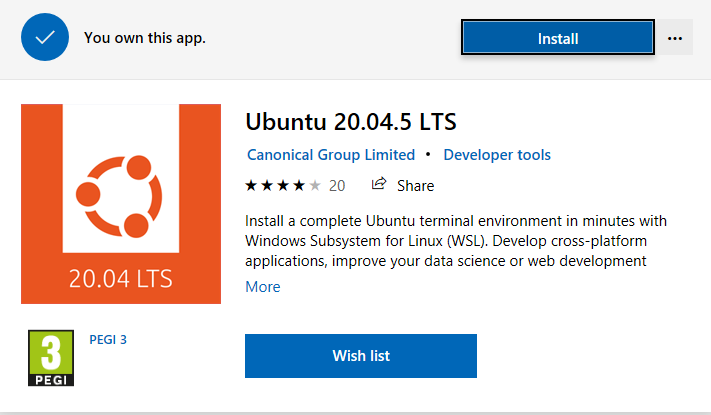 You own this app.
Install
...
Ubuntu 20.04.5 LTS
Canonical Group Limited • Developer tools
20 Share
Install a complete Ubuntu terminal environment in minutes with
Windows Subsystem for Linux (WSL). Develop cross-platform
applications, improve your data science or web development
More
20.04 LTS
3
PEGI
PEGI 3
Wish list